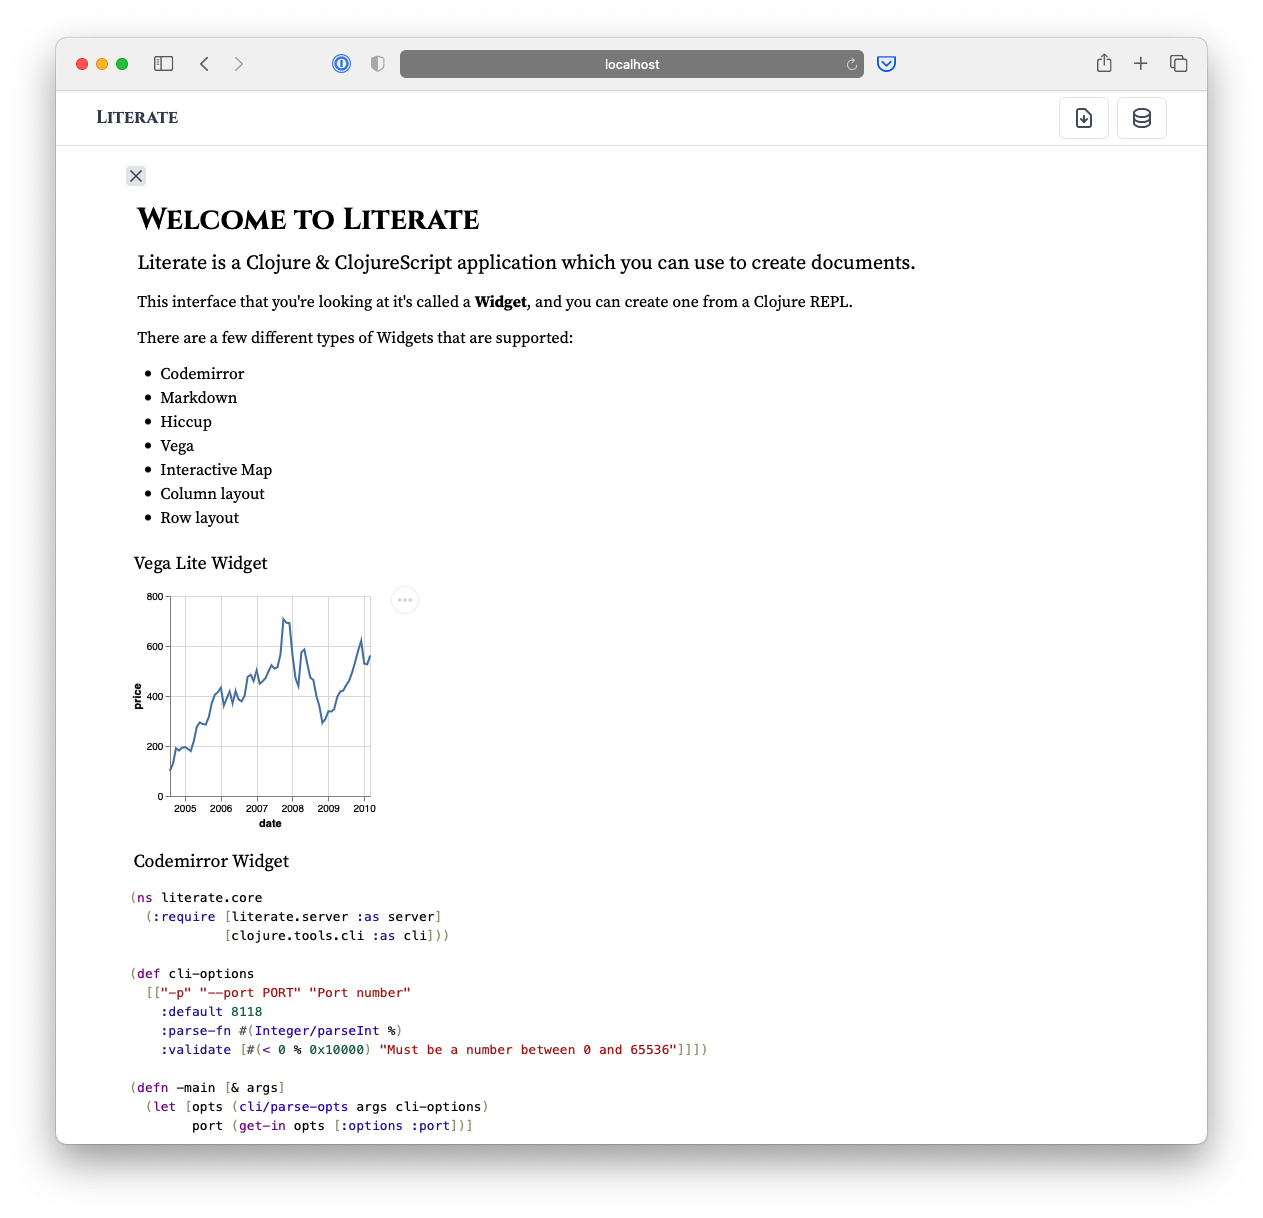 localhost
LITERATE
WELCOME TO LITERATE
Literate is a Clojure & ClojureScript application which you can use to create documents.
This interface that you're looking at it's called a Widget, and you can create one from a Clojure REPL.
There are a few different types of Widgets that are supported:
• Codemirror
• Markdown
• Hiccup
• Vega
• Interactive Map
• Column layout
• Row layout
Vega Lite Widget
800
600
400
200
0
price
2005 2006 2007 2008 2009 2010
date
Codemirror Widget
(ns literate.core
  (:require [literate.server :as server]
            [clojure.tools.cli :as cli]))
(def cli-options
  [["-p" "--port PORT" "Port number"
    :default 8118
    :parse-fn #(Integer/parseInt %)
    :validate [#(< 0 % 0x10000) "Must be a number between 0 and 65536"]]])
(defn -main [& args]
  (let [opts (cli/parse-opts args cli-options)
        port (get-in opts [:options :port])]